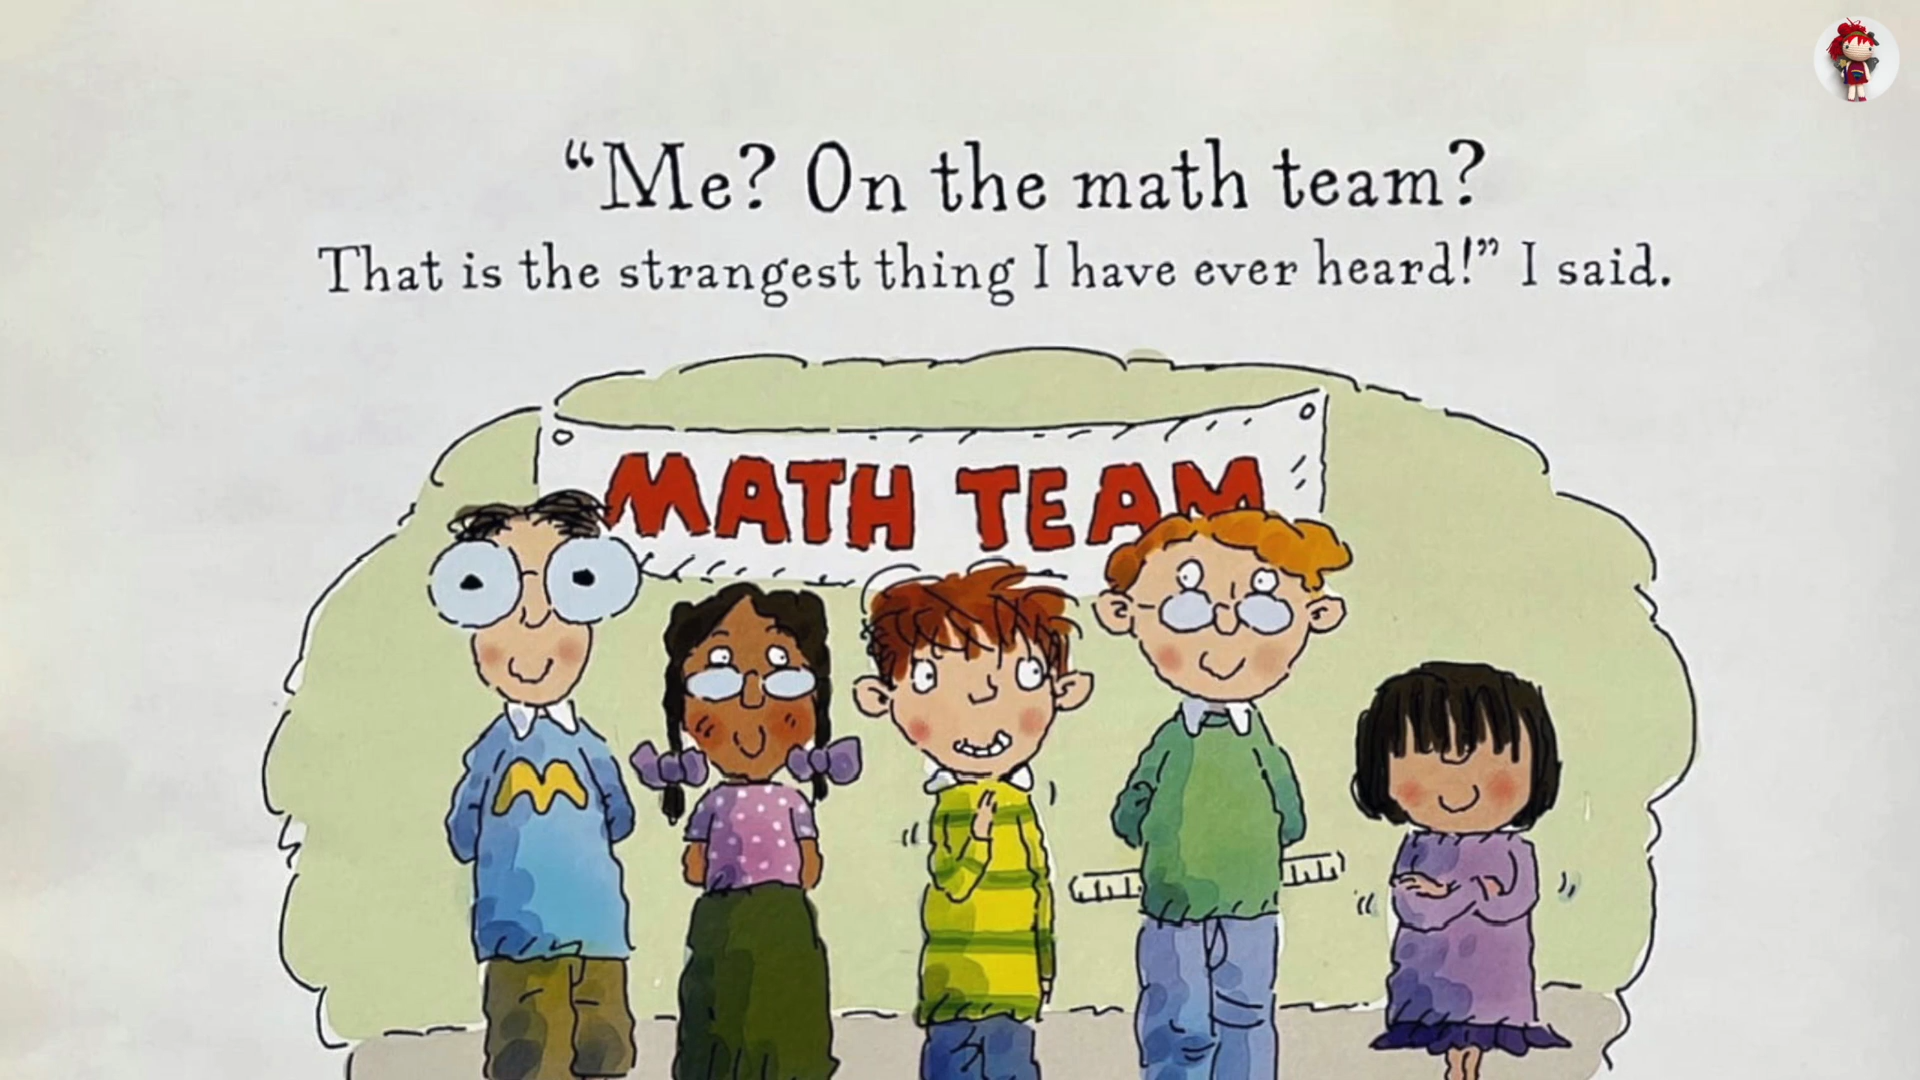 “Me? On the math team?
That is the strangest thing I have ever heard!” I said.
MATH TEAM
M